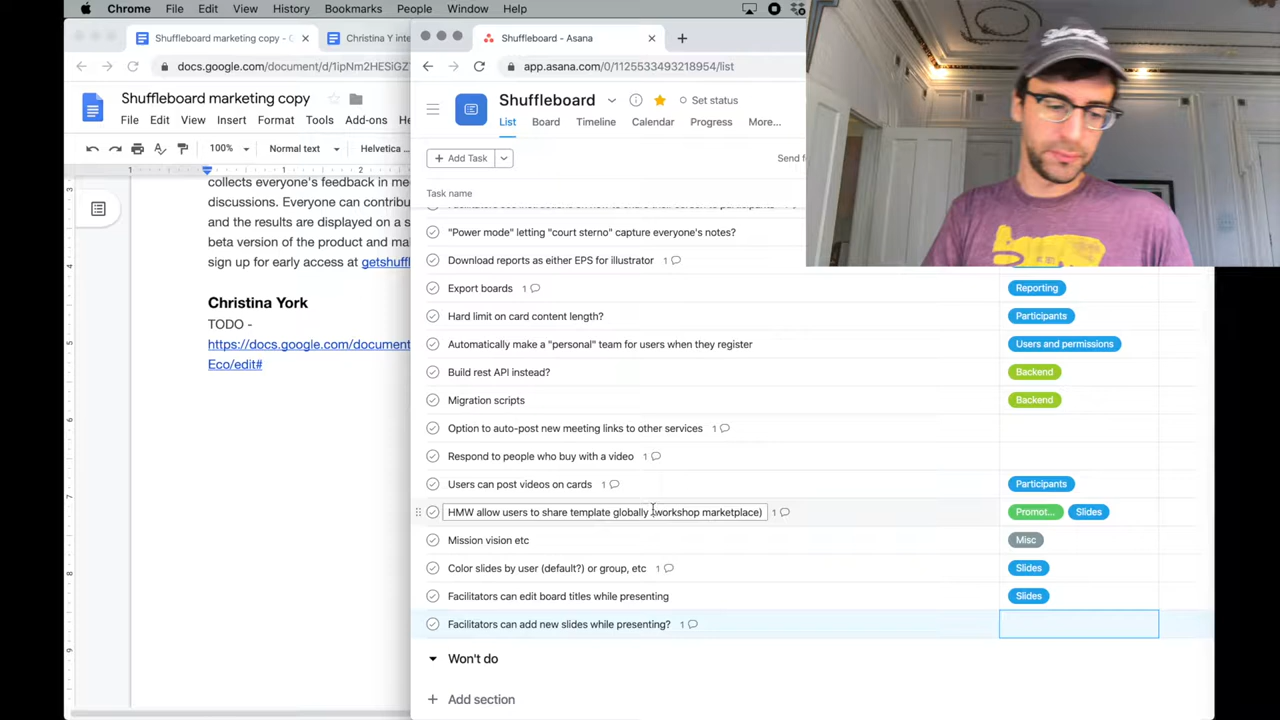 Chrome File Edit View History Bookmarks People Window Help
Shuffleboard marketing copy - G
Christina Y inte
docs.google.com/document/d/1ipNm2HESiGZ
Shuffleboard marketing copy
File Edit View Insert Format Tools Add-ons
100% Normal text Helvetica ...
collects everyone's feedback in me
discussions. Everyone can contribu
and the results are displayed on a s
beta version of the product and ma
sign up for early access at getshuffl
Christina York
TODO -
https://docs.google.com/document
Eco/edit#
Shuffleboard - Asana
app.asana.com/0/1125533493218954/list
Shuffleboard Set status
List Board Timeline Calendar Progress More...
Add Task Send f
Task name
"Power mode" letting "court sterno" capture everyone's notes?
Download reports as either EPS for illustrator 1
Export boards 1 Reporting
Hard limit on card content length? Participants
Automatically make a "personal" team for users when they register Users and permissions
Build rest API instead? Backend
Migration scripts Backend
Option to auto-post new meeting links to other services 1
Respond to people who buy with a video 1
Users can post videos on cards 1 Participants
HMW allow users to share template globally (workshop marketplace) 1 Promot... Slides
Mission vision etc Misc
Color slides by user (default?) or group, etc 1 Slides
Facilitators can edit board titles while presenting Slides
Facilitators can add new slides while presenting? 1
Won't do
Add section